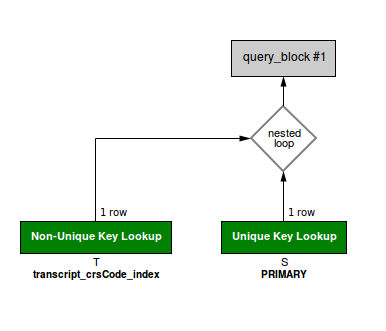 query_block #1
nested
loop
1 row
1 row
Non-Unique Key Lookup
Unique Key Lookup
T
S
transcript_crsCode_index
PRIMARY